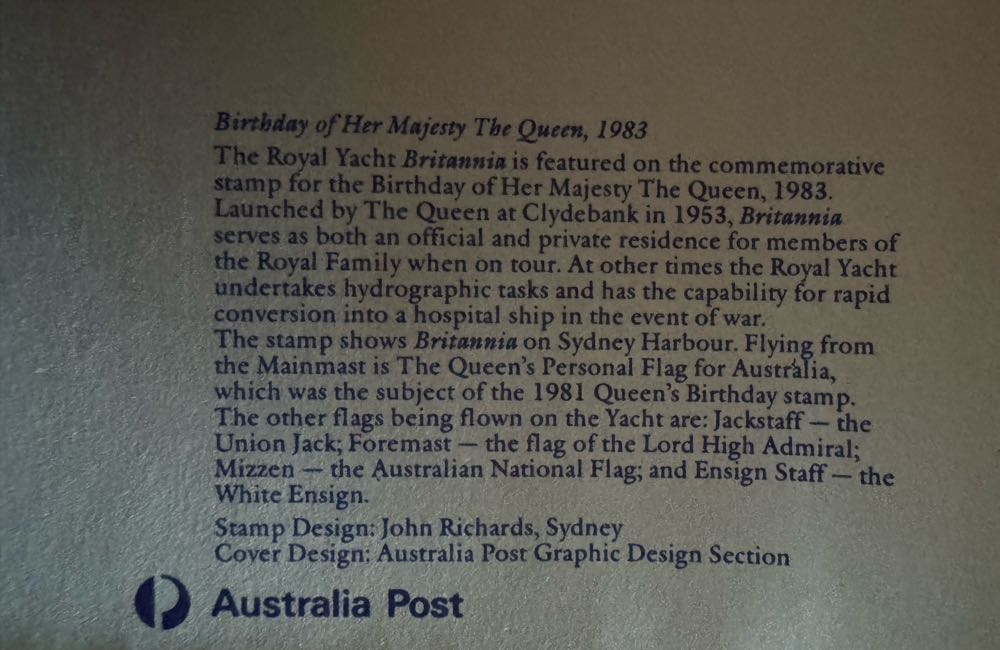 Birthday of Her Majesty The Queen, 1983
The Royal Yacht Britannia is featured on the commemorative
stamp for the Birthday of Her Majesty The Queen, 1983.
Launched by The Queen at Clydebank in 1953, Britannia
serves as both an official and private residence for members of
the Royal Family when on tour. At other times the Royal Yacht
undertakes hydrographic tasks and has the capability for rapid
conversion into a hospital ship in the event of war.
The stamp shows Britannia on Sydney Harbour. Flying from
the Mainmast is The Queen's Personal Flag for Australia,
which was the subject of the 1981 Queen's Birthday stamp.
The other flags being flown on the Yacht are: Jackstaff — the
Union Jack; Foremast — the flag of the Lord High Admiral;
Mizzen — the Australian National Flag; and Ensign Staff — the
White Ensign.
Stamp Design: John Richards, Sydney
Cover Design: Australia Post Graphic Design Section
Australia Post